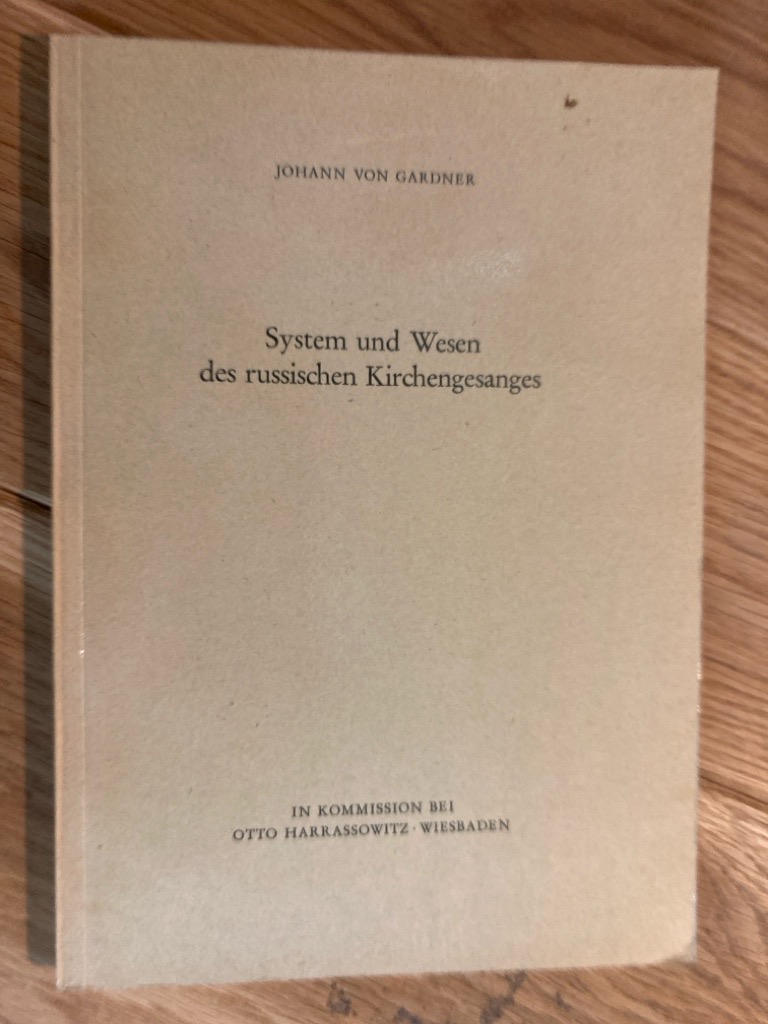 JOHANN VON GARDNER
System und Wesen
des russischen Kirchengesanges
IN KOMMISSION BEI
OTTO HARRASSOWITZ · WIESBADEN